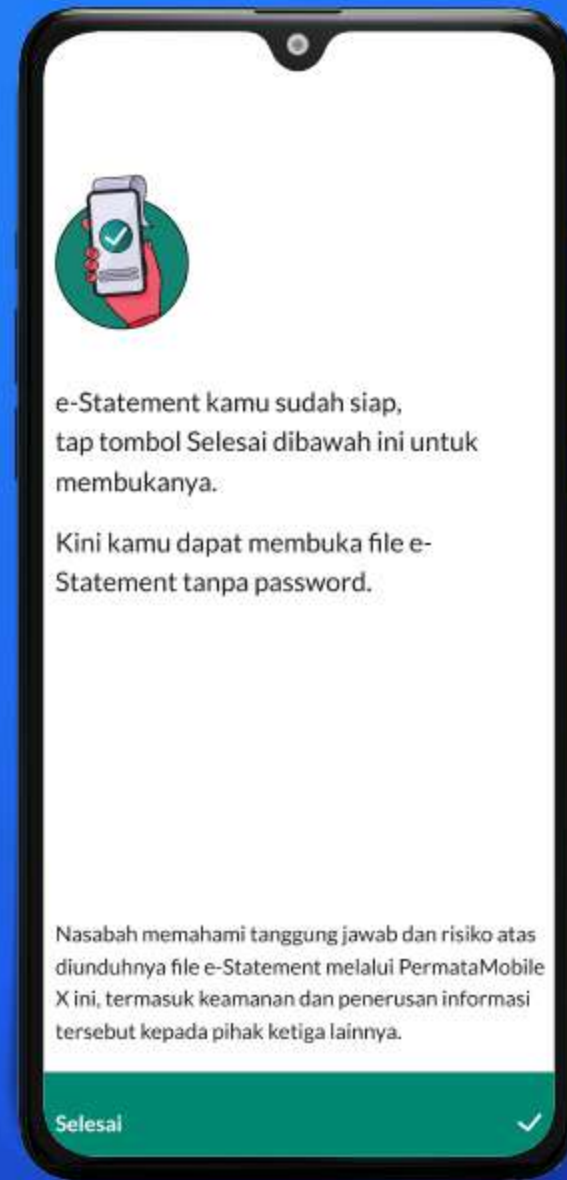 e-Statement kamu sudah siap,
tap tombol Selesai dibawah ini untuk
membukanya.
Kini kamu dapat membuka file e-
Statement tanpa password.
Nasabah memahami tanggung jawab dan risiko atas
diunduhnya file e-Statement melalui PermataMobile
X ini, termasuk keamanan dan penerusan informasi
tersebut kepada pihak ketiga lainnya.
Selesai